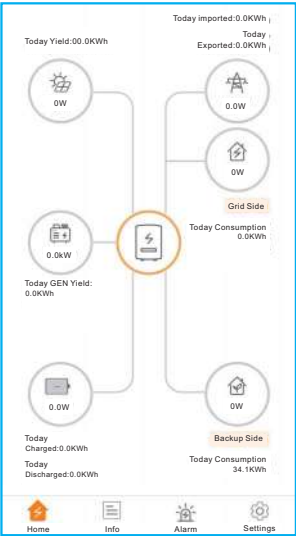 Today imported:0.0KWh
Today
Exported:0.0KWh
Today Yield:00.0KWh
0W
0.0W
0W
Grid Side
Today Consumption
0.0KWh
0.0kW
Today GEN Yield:
0.0KWh
0.0W
0W
Today
Charged:0.0KWh
Today
Discharged:0.0KWh
Backup Side
Today Consumption
34.1KWh
Home
Info
Alarm
Settings